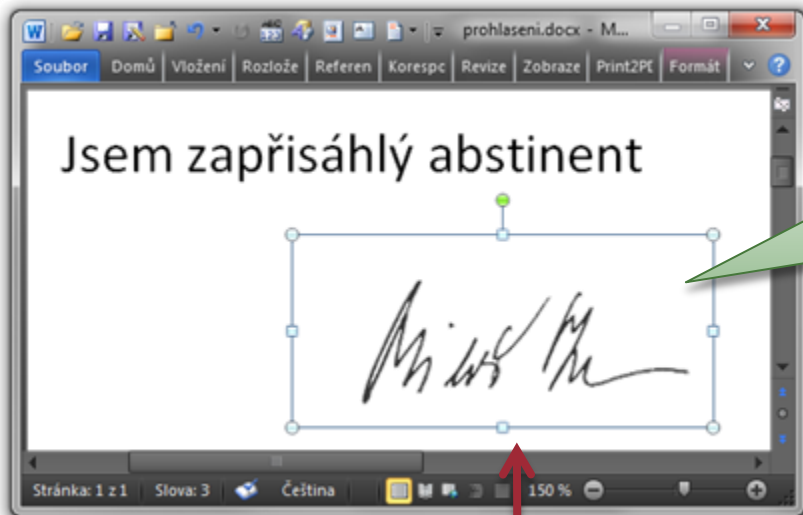 prohlaseni.docx - M...
Soubor Domů Vložení Rozlože Referen Korespc Revize Zobraze Print2PD Formát
Jsem zapřisáhlý abstinent
Stránka: 1 z 1 Slova: 3 Čeština 150 %